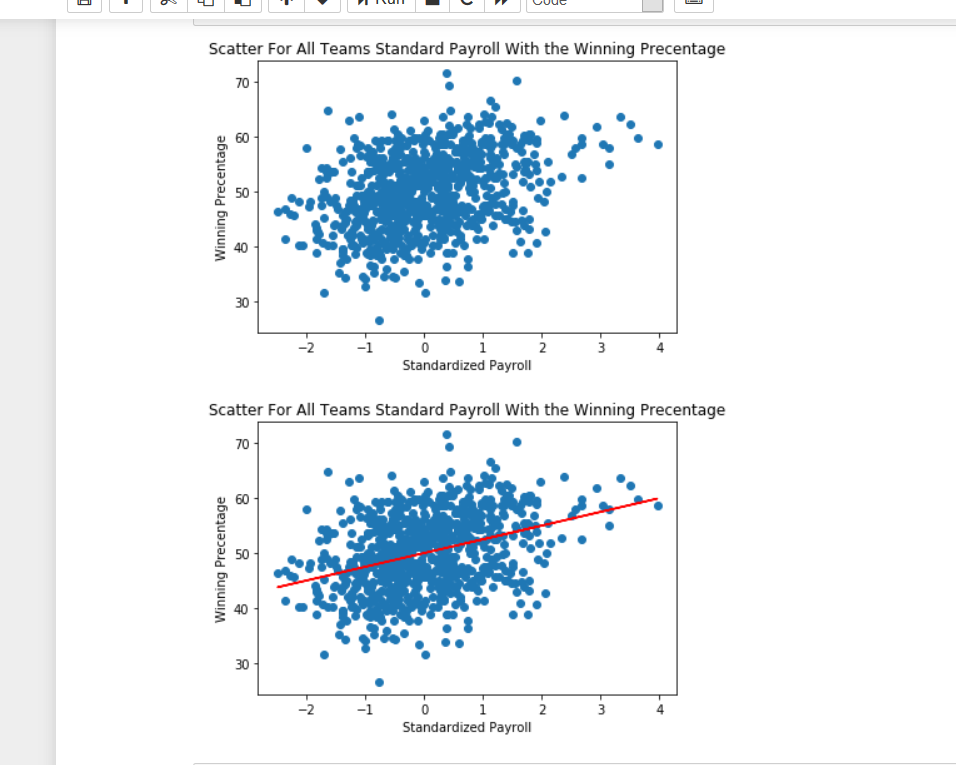 Run
Code
Scatter For All Teams Standard Payroll With the Winning Precentage
70
60
50
40
30
Winning Precentage
−2 −1 0 1 2 3 4
Standardized Payroll
Scatter For All Teams Standard Payroll With the Winning Precentage
70
60
50
40
30
Winning Precentage
−2 −1 0 1 2 3 4
Standardized Payroll